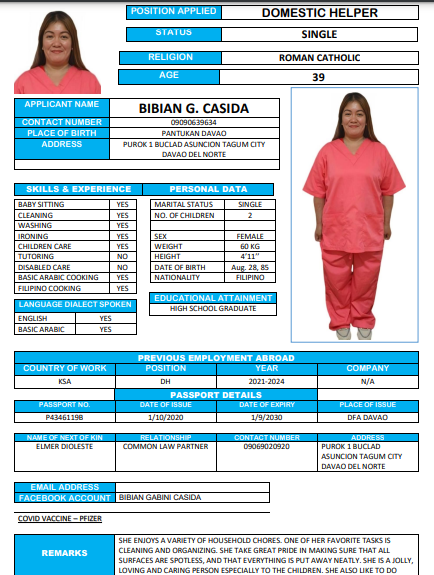 POSITION APPLIED DOMESTIC HELPER
STATUS SINGLE
RELIGION ROMAN CATHOLIC
AGE 39
APPLICANT NAME BIBIAN G. CASIDA
CONTACT NUMBER 09090639634
PLACE OF BIRTH PANTUKAN DAVAO
ADDRESS PUROK 1 BUCLAD ASUNCION TAGUM CITY
DAVAO DEL NORTE
SKILLS & EXPERIENCE PERSONAL DATA
BABY SITTING YES MARITAL STATUS SINGLE
CLEANING YES NO. OF CHILDREN 2
WASHING YES
IRONING YES SEX FEMALE
CHILDREN CARE YES WEIGHT 60 KG
TUTORING NO HEIGHT 4'11''
DISABLED CARE NO DATE OF BIRTH Aug. 28, 85
BASIC ARABIC COOKING YES NATIONALITY FILIPINO
FILIPINO COOKING YES
EDUCATIONAL ATTAINMENT
LANGUAGE DIALECT SPOKEN HIGH SCHOOL GRADUATE
ENGLISH YES
BASIC ARABIC YES
PREVIOUS EMPLOYMENT ABROAD
COUNTRY OF WORK POSITION YEAR COMPANY
KSA DH 2021-2024 N/A
PASSPORT DETAILS
PASSPORT NO. DATE OF ISSUE DATE OF EXPIRY PLACE OF ISSUE
P4346119B 1/10/2020 1/9/2030 DFA DAVAO
NAME OF NEXT OF KIN RELATIONSHIP CONTACT NUMBER ADDRESS
ELMER DIOLESTE COMMON LAW PARTNER 09069020920 PUROK 1 BUCLAD
ASUNCION TAGUM CITY
DAVAO DEL NORTE
EMAIL ADDRESS
FACEBOOK ACCOUNT BIBIAN GABINI CASIDA
COVID VACCINE – PFIZER
SHE ENJOYS A VARIETY OF HOUSEHOLD CHORES. ONE OF HER FAVORITE TASKS IS
CLEANING AND ORGANIZING. SHE TAKE GREAT PRIDE IN MAKING SURE THAT ALL
REMARKS SURFACES ARE SPOTLESS, AND THAT EVERYTHING IS PUT AWAY NEATLY. SHE IS A JOLLY,
LOVING AND CARING PERSON ESPECIALLY TO THE CHILDREN. SHE ALSO LIKE TO DO